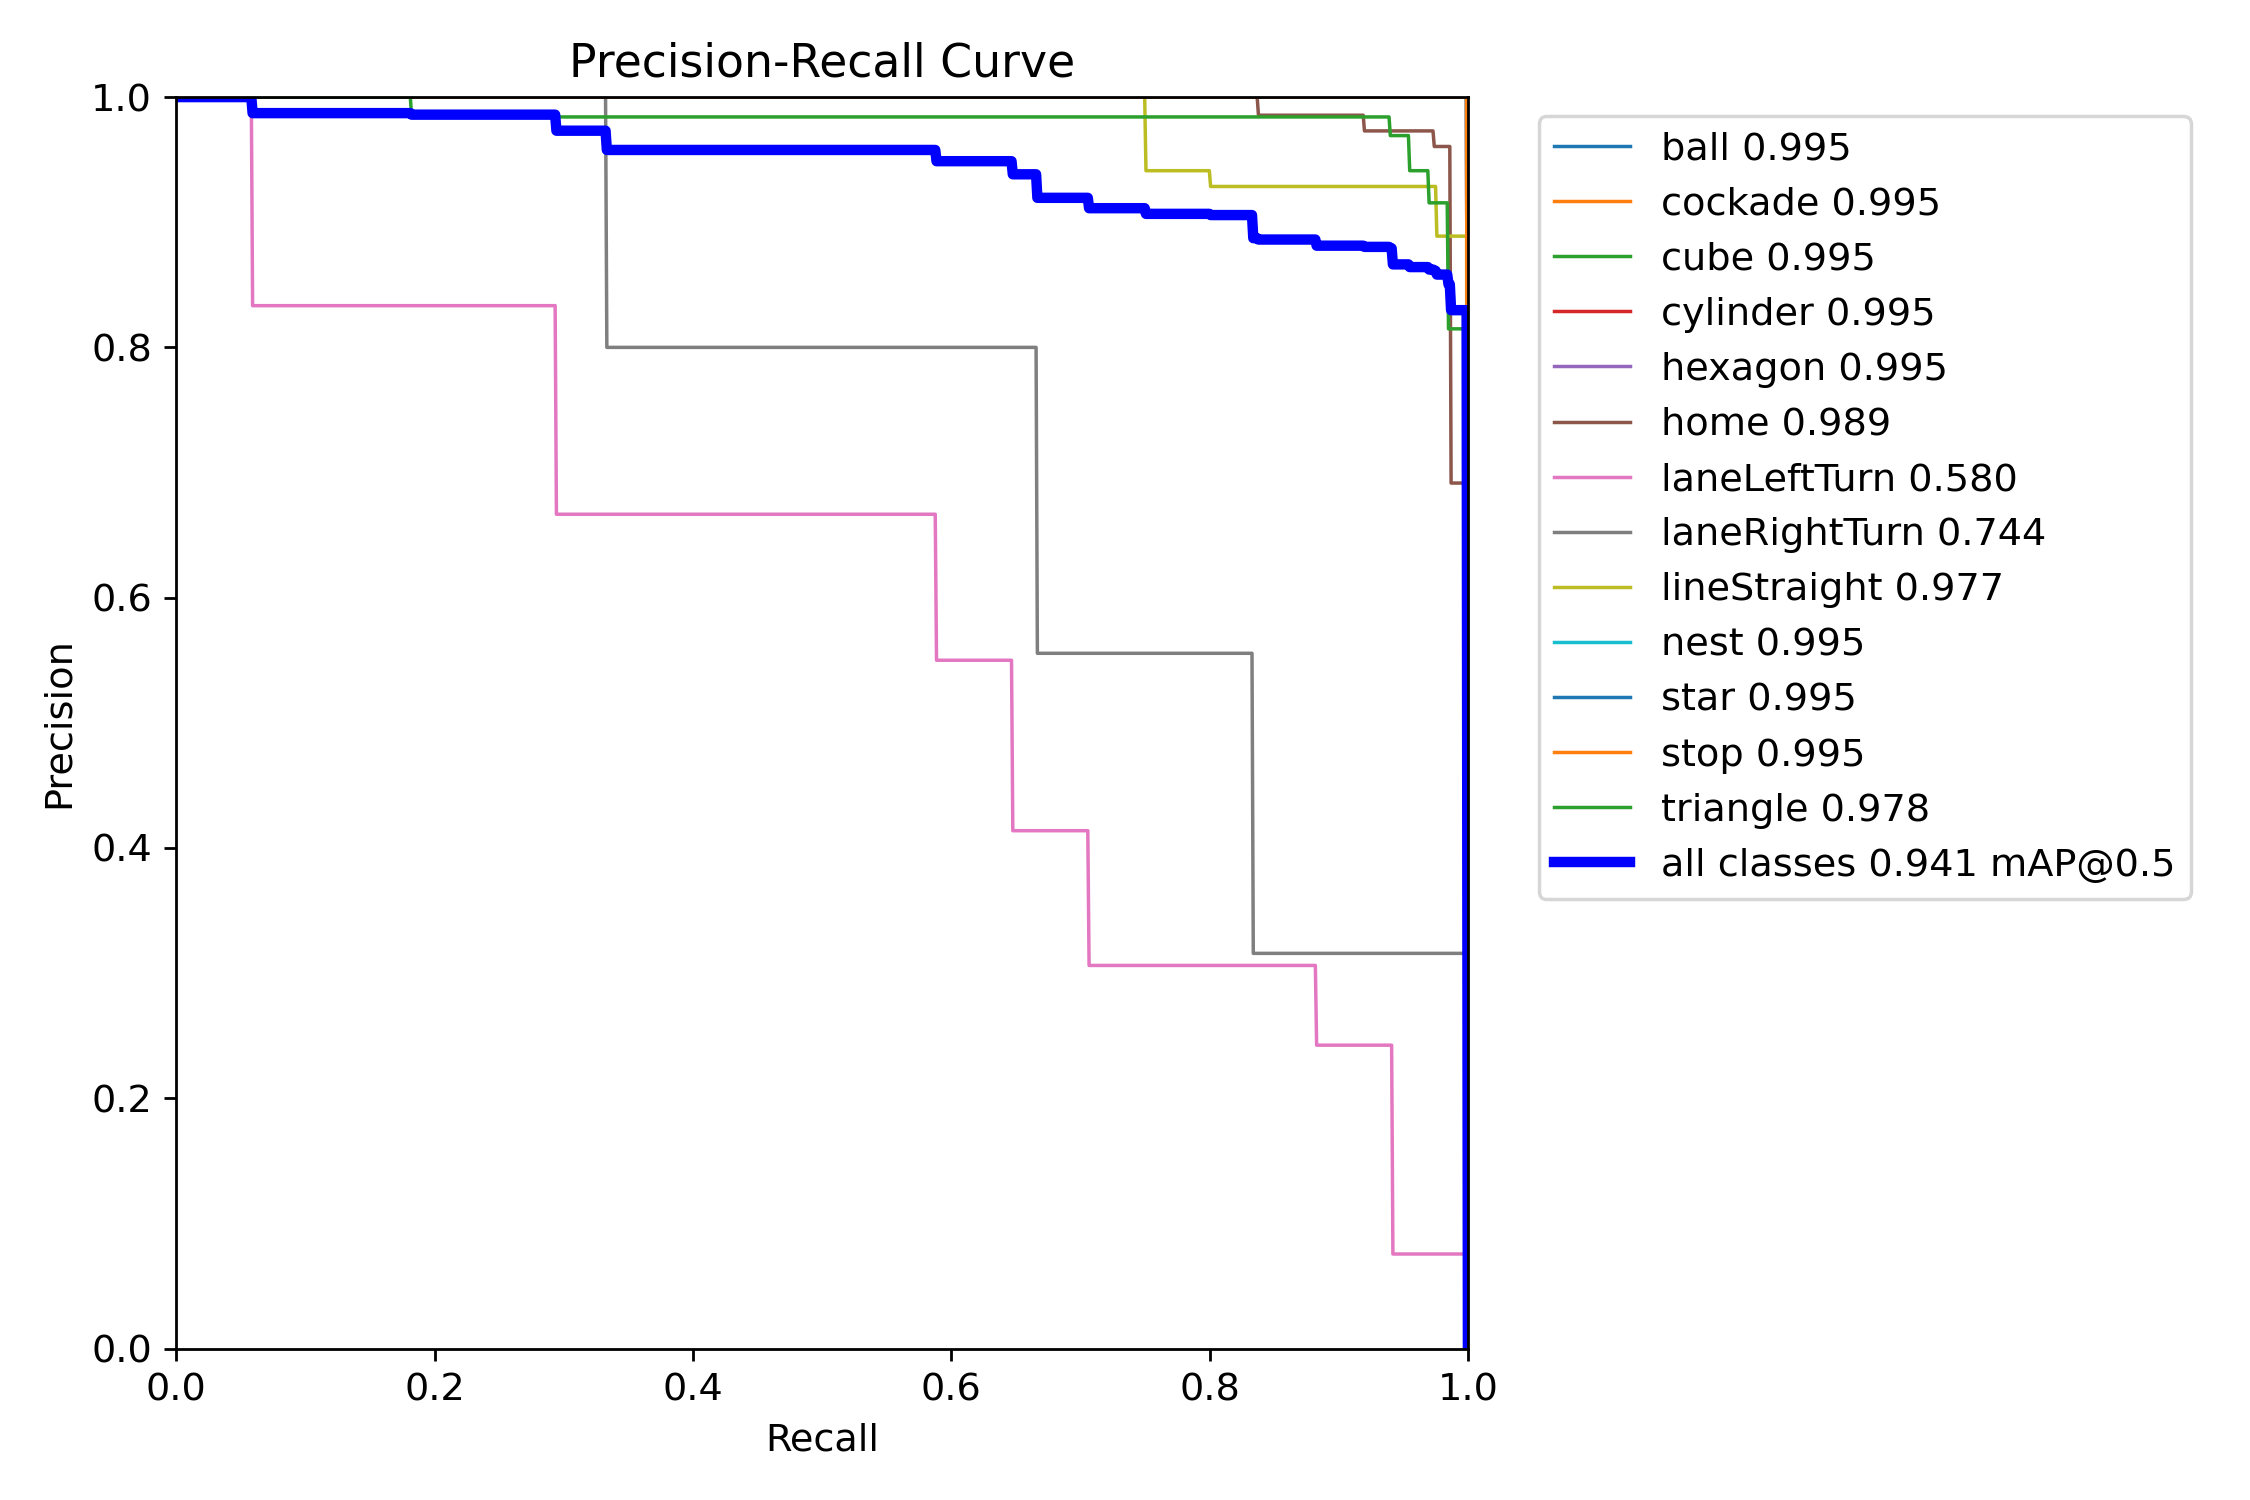 Precision-Recall Curve
1.0
0.8
0.6
0.4
0.2
0.0
Precision
0.0 0.2 0.4 0.6 0.8 1.0
Recall
ball 0.995
cockade 0.995
cube 0.995
cylinder 0.995
hexagon 0.995
home 0.989
laneLeftTurn 0.580
laneRightTurn 0.744
lineStraight 0.977
nest 0.995
star 0.995
stop 0.995
triangle 0.978
all classes 0.941 mAP@0.5